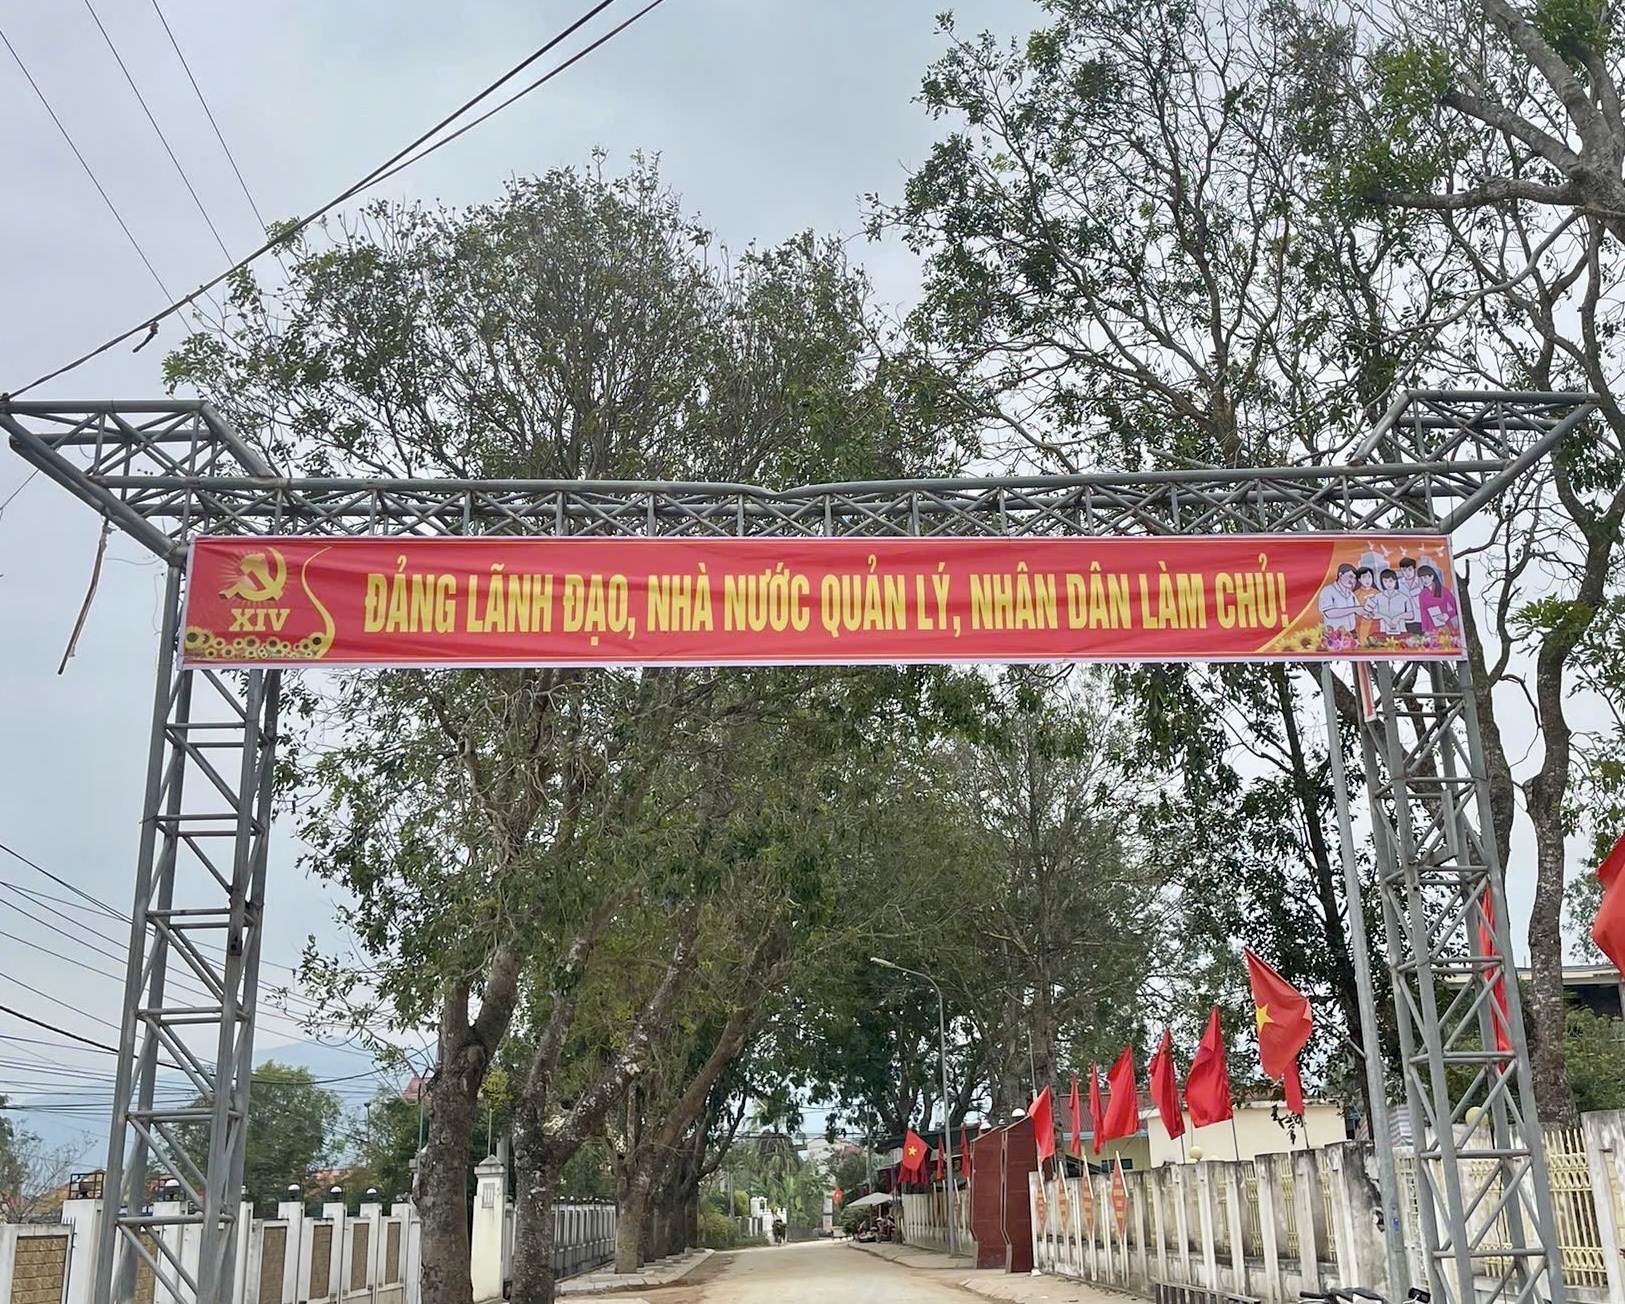 XIV
ĐẢNG LÃNH ĐẠO, NHÀ NƯỚC QUẢN LÝ, NHÂN DÂN LÀM CHỦ!